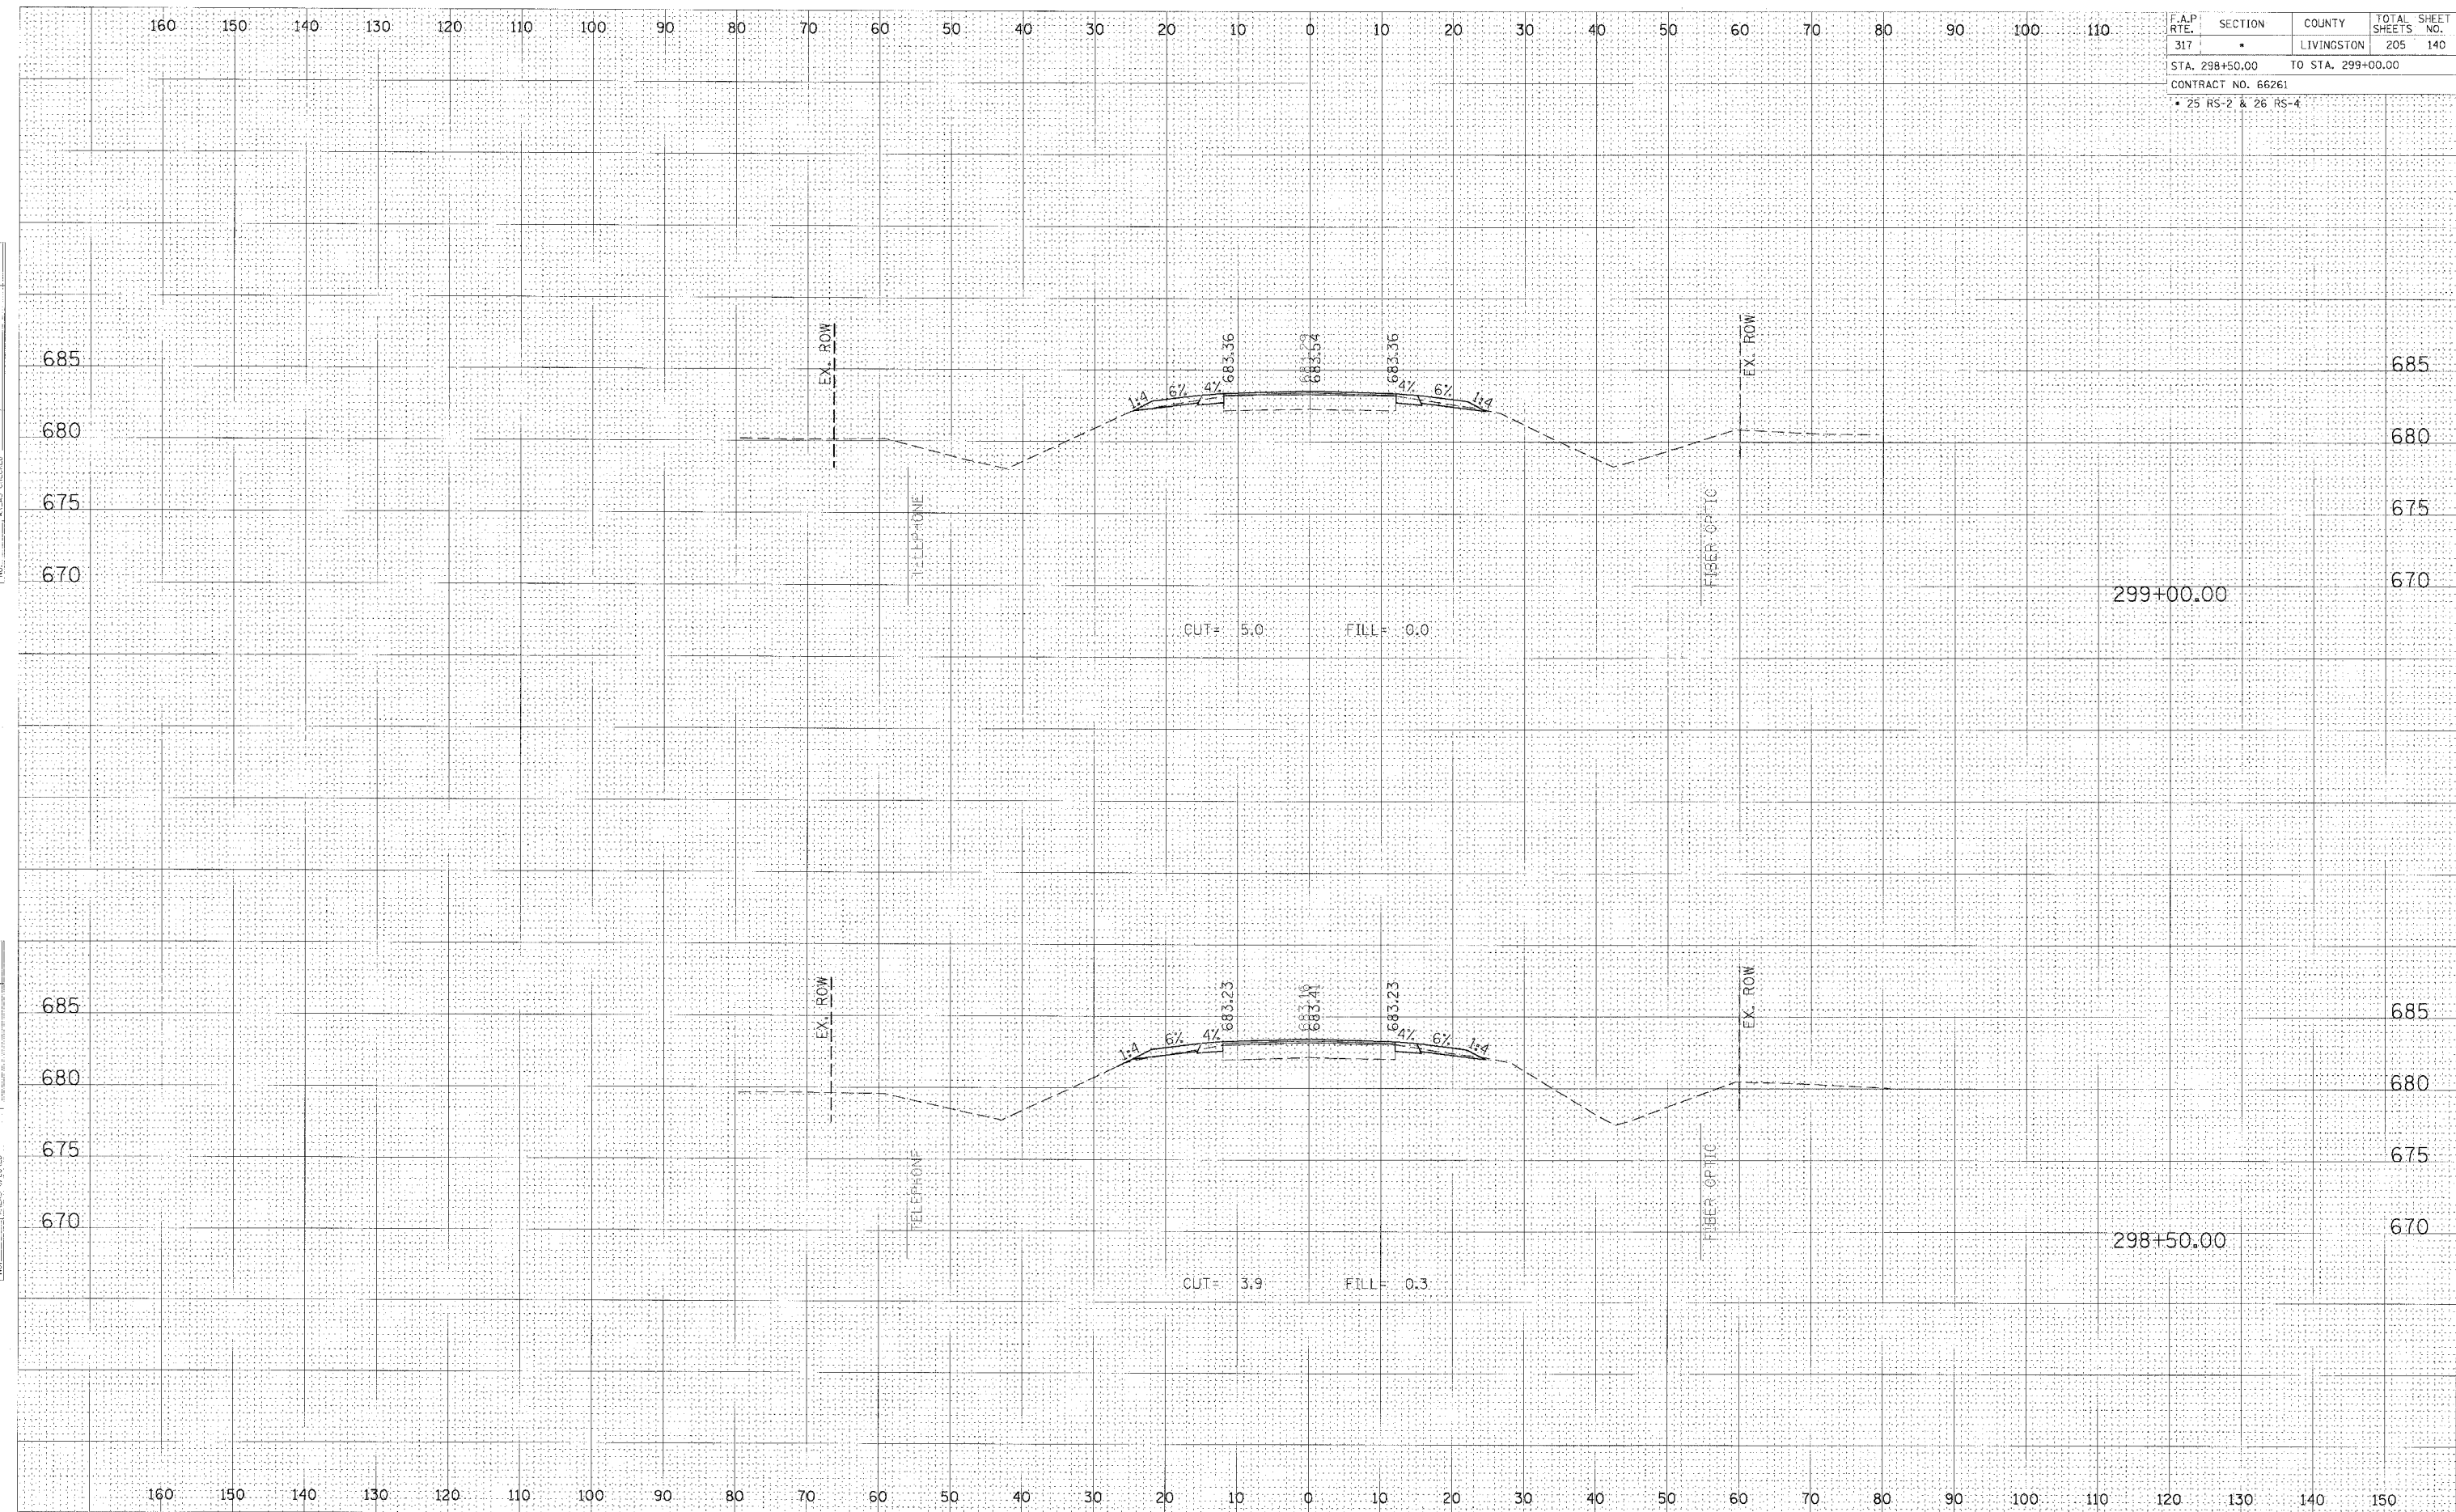 160 150 140 130 120 110 100 90 80 70 60 50 40 30 20 10 0 10 20 30 40 50 60 70 80 90 100 110
F.A.P RTE. SECTION COUNTY TOTAL SHEETS SHEET NO.
317 * LIVINGSTON 205 140
STA. 298+50.00 TO STA. 299+00.00
CONTRACT NO. 66261
* 25 RS-2 & 26 RS-4
EX. ROW
683.36
683.29
683.54
683.36
EX. ROW
685 685
1:4 6% 4% 4% 6% 1:4
680 680
675 675
TELEPHONE
FIBER OPTIC
670 670
299+00.00
CUT= 5.0 FILL= 0.0
EX. ROW
683.23
683.16
683.41
683.23
EX. ROW
685 685
1:4 6% 4% 4% 6% 1:4
680 680
675 675
TELEPHONE
FIBER OPTIC
670 670
298+50.00
CUT= 3.9 FILL= 0.3
160 150 140 130 120 110 100 90 80 70 60 50 40 30 20 10 0 10 20 30 40 50 60 70 80 90 100 110 120 130 140 150